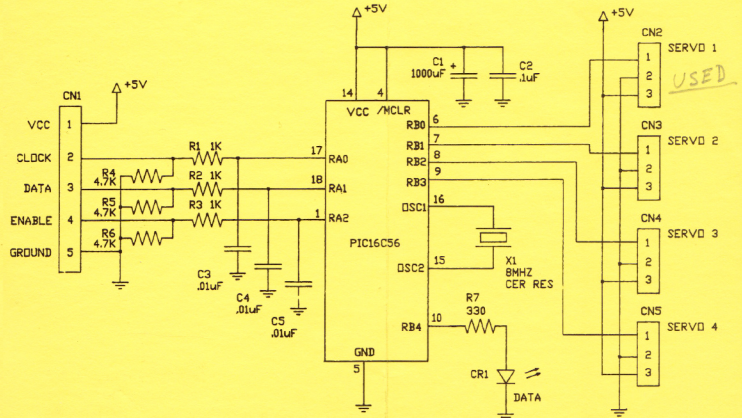 +5V
+5V
+5V
CN1
VCC 1
CLOCK 2
DATA 3
ENABLE 4
GROUND 5
R4
4.7K
R5
4.7K
R6
4.7K
R1 1K
R2 1K
R3 1K
C3
.01uF
C4
.01uF
C5
.01uF
14
4
VCC /MCLR
17 RA0
18 RA1
1 RA2
PIC16C56
GND
5
C1
1000uF +
C2
.1uF
RB0 6
RB1 7
RB2 8
RB3 9
OSC1 16
OSC2 15
RB4 10
X1
8MHZ
CER RES
R7
330
CR1
DATA
CN2
SERVO 1
1
2
3
USED
CN3
SERVO 2
1
2
3
CN4
SERVO 3
1
2
3
CN5
SERVO 4
1
2
3